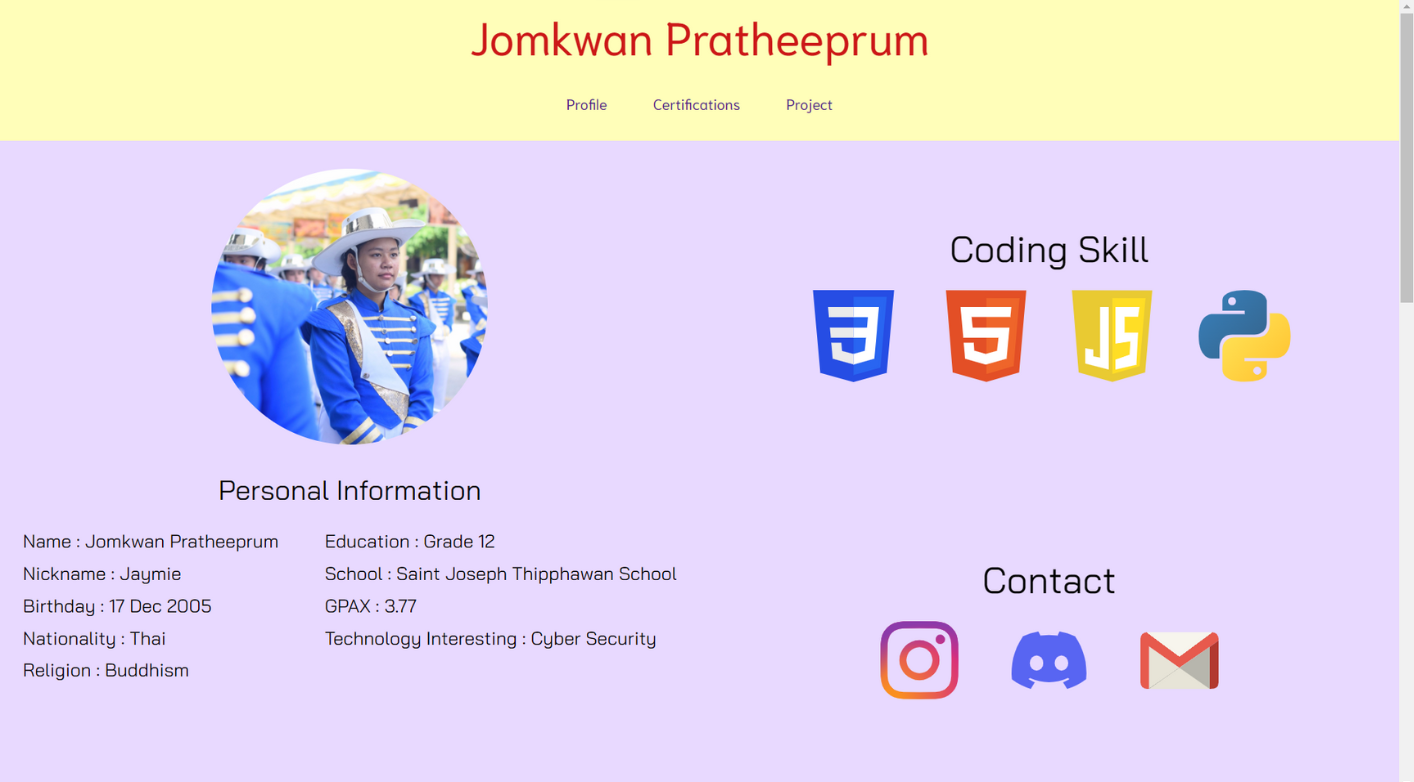 Jomkwan Pratheeprum
Profile
Certifications
Project
Personal Information
Name : Jomkwan Pratheeprum
Nickname : Jaymie
Birthday : 17 Dec 2005
Nationality : Thai
Religion : Buddhism
Education : Grade 12
School : Saint Joseph Thipphawan School
GPAX : 3.77
Technology Interesting : Cyber Security
Coding Skill
3
5
JS
Contact